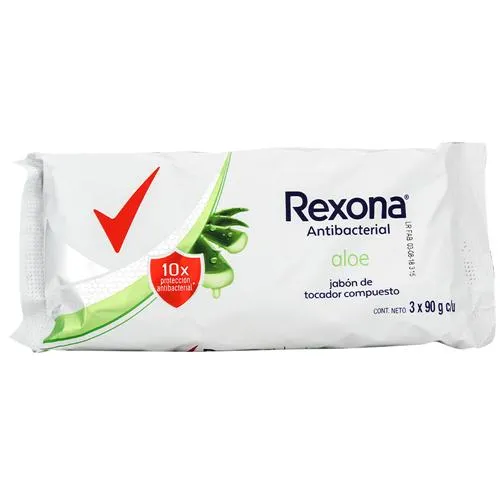 Rexona®
Antibacterial
aloe
jabón de
tocador compuesto
CONT. NETO 3 x 90 g c/u
10x
protección
antibacterial*